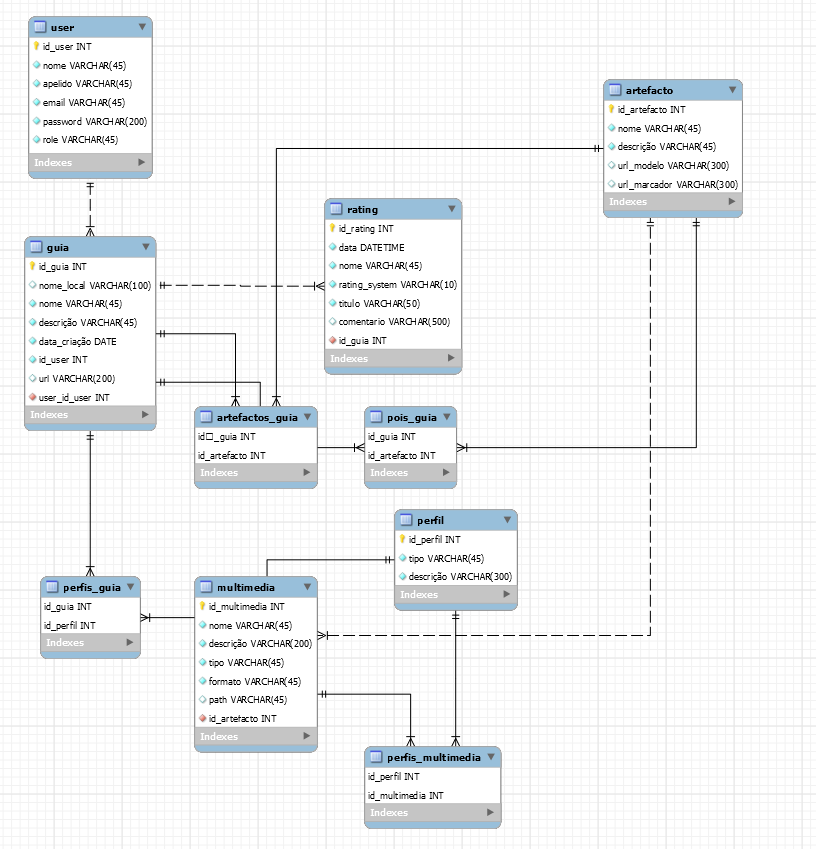 user
id_user INT
nome VARCHAR(45)
apelido VARCHAR(45)
email VARCHAR(45)
password VARCHAR(200)
role VARCHAR(45)
Indexes
artefacto
id_artefacto INT
nome VARCHAR(45)
descrição VARCHAR(45)
url_modelo VARCHAR(300)
url_marcador VARCHAR(300)
Indexes
rating
id_rating INT
data DATETIME
nome VARCHAR(45)
rating_system VARCHAR(10)
titulo VARCHAR(50)
comentario VARCHAR(500)
id_guia INT
Indexes
guia
id_guia INT
nome_local VARCHAR(100)
nome VARCHAR(45)
descrição VARCHAR(45)
data_criação DATE
id_user INT
url VARCHAR(200)
user_id_user INT
Indexes
artefactos_guia
id□_guia INT
id_artefacto INT
Indexes
pois_guia
id_guia INT
id_artefacto INT
Indexes
perfil
id_perfil INT
tipo VARCHAR(45)
descrição VARCHAR(300)
Indexes
perfis_guia
id_guia INT
id_perfil INT
Indexes
multimedia
id_multimedia INT
nome VARCHAR(45)
descrição VARCHAR(200)
tipo VARCHAR(45)
formato VARCHAR(45)
path VARCHAR(45)
id_artefacto INT
Indexes
perfis_multimedia
id_perfil INT
id_multimedia INT
Indexes